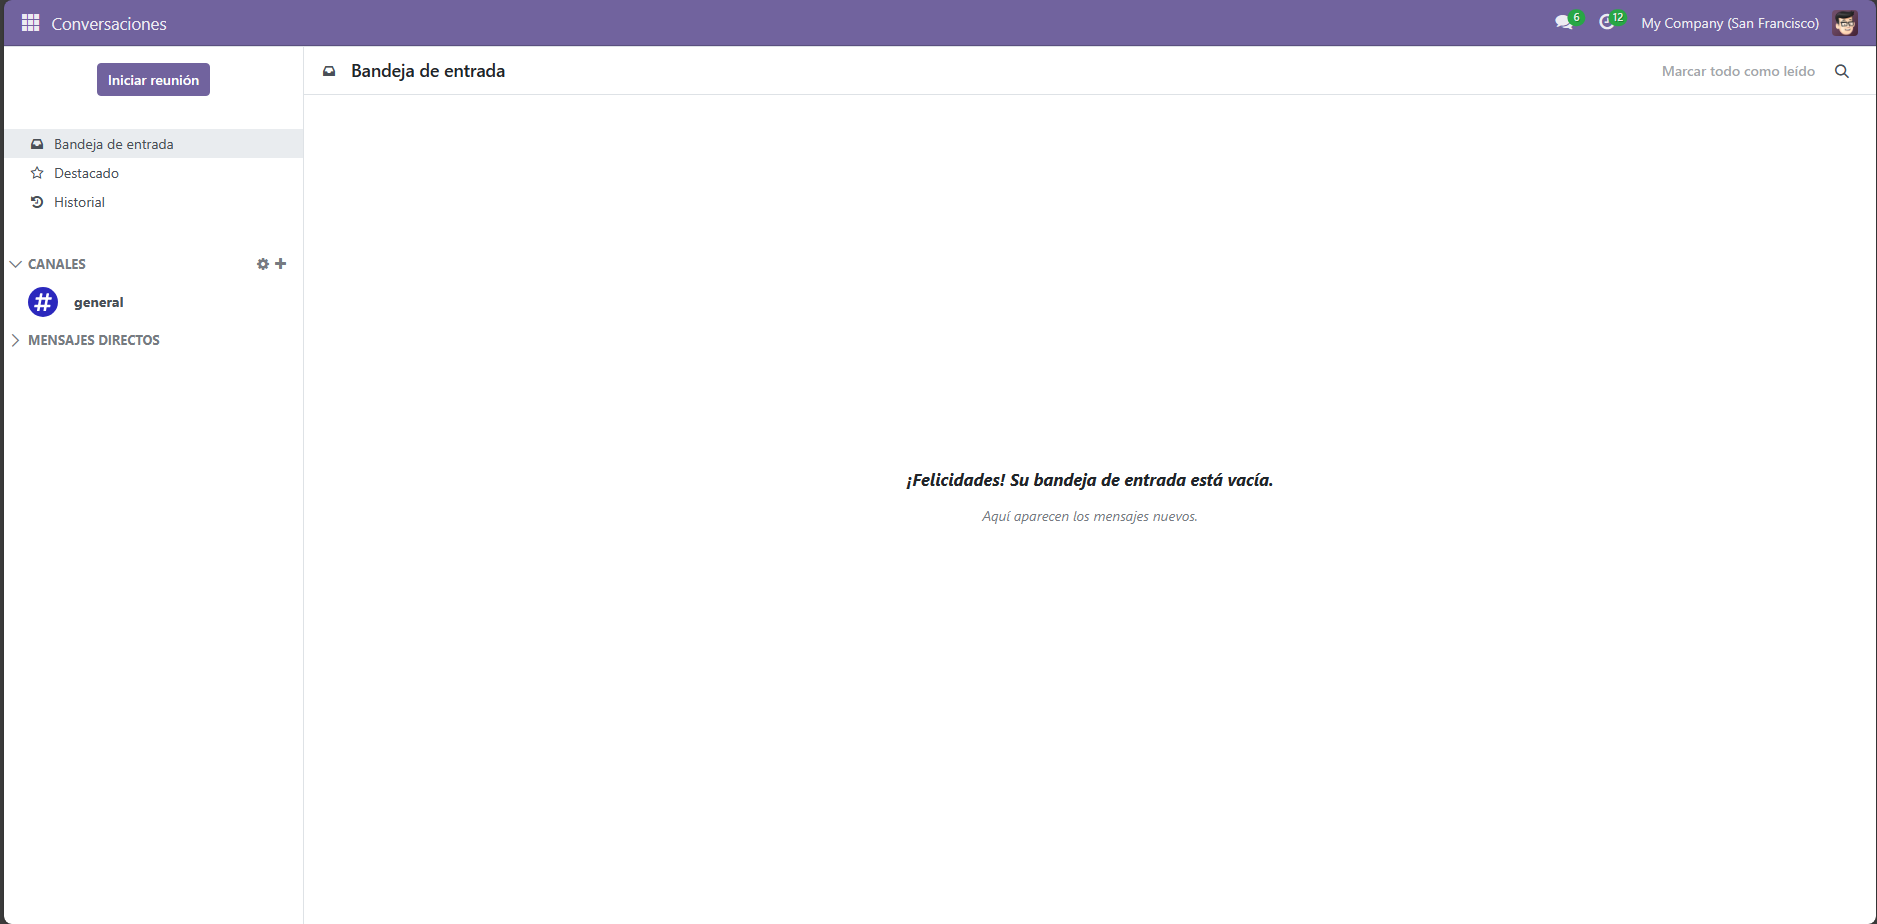 Conversaciones
6
12
My Company (San Francisco)
Iniciar reunión
Bandeja de entrada
Marcar todo como leído
Bandeja de entrada
Destacado
Historial
CANALES
general
MENSAJES DIRECTOS
¡Felicidades! Su bandeja de entrada está vacía.
Aquí aparecen los mensajes nuevos.